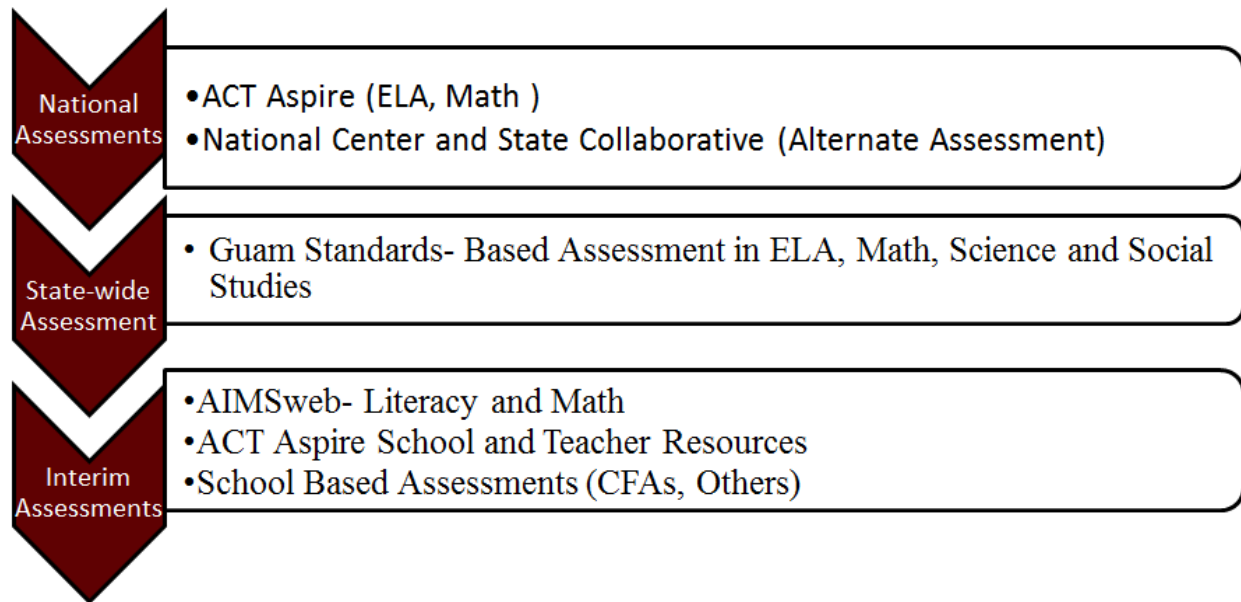 National
Assessments
•ACT Aspire (ELA, Math )
•National Center and State Collaborative (Alternate Assessment)
State-wide
Assessment
• Guam Standards- Based Assessment in ELA, Math, Science and Social
Studies
Interim
Assessments
•AIMSweb- Literacy and Math
•ACT Aspire School and Teacher Resources
•School Based Assessments (CFAs, Others)